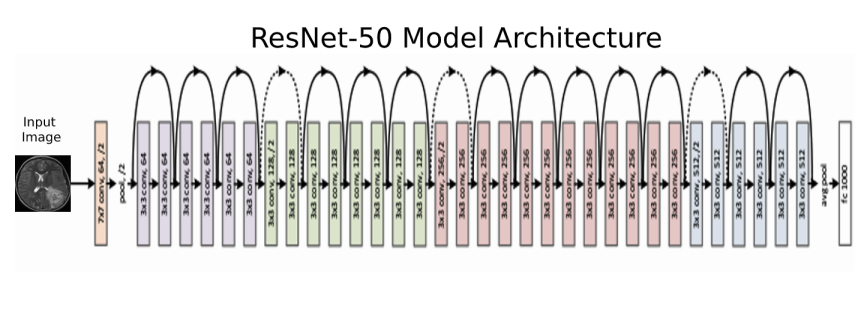 ResNet-50 Model Architecture
Input
Image
7x7 conv, 64, /2
pool, /2
3x3 conv, 64
3x3 conv, 64
3x3 conv, 64
3x3 conv, 64
3x3 conv, 64
3x3 conv, 64
3x3 conv, 128, /2
3x3 conv, 128
3x3 conv, 128
3x3 conv, 128
3x3 conv, 128
3x3 conv, 128
3x3 conv, 128
3x3 conv, 128
3x3 conv, 256, /2
3x3 conv, 256
3x3 conv, 256
3x3 conv, 256
3x3 conv, 256
3x3 conv, 256
3x3 conv, 256
3x3 conv, 256
3x3 conv, 256
3x3 conv, 256
3x3 conv, 256
3x3 conv, 256
3x3 conv, 512, /2
3x3 conv, 512
3x3 conv, 512
3x3 conv, 512
3x3 conv, 512
3x3 conv, 512
avg pool
fc 1000